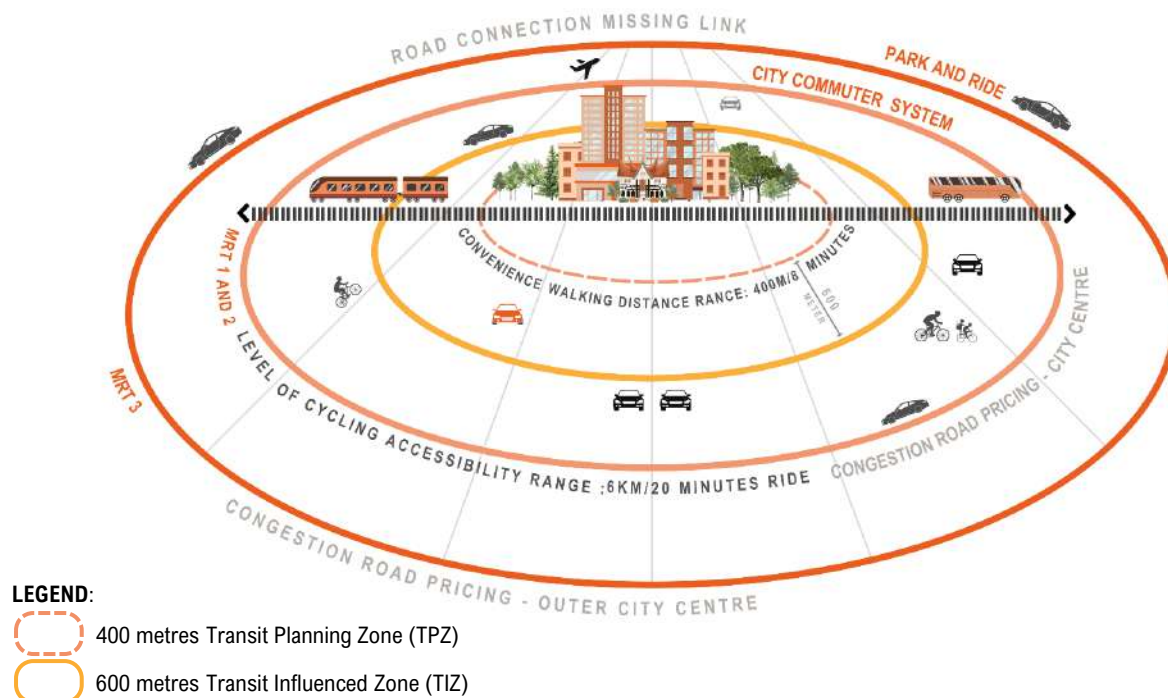 ROAD CONNECTION MISSING LINK
PARK AND RIDE
CITY COMMUTER SYSTEM
CONVENIENCE WALKING DISTANCE RANCE: 400M/8 MINUTES
600
METER
MRT 1 AND 2
LEVEL OF CYCLING ACCESSIBILITY RANGE :6KM/20 MINUTES RIDE
CONGESTION ROAD PRICING - CITY CENTRE
MRT 3
CONGESTION ROAD PRICING - OUTER CITY CENTRE
LEGEND:
400 metres Transit Planning Zone (TPZ)
600 metres Transit Influenced Zone (TIZ)